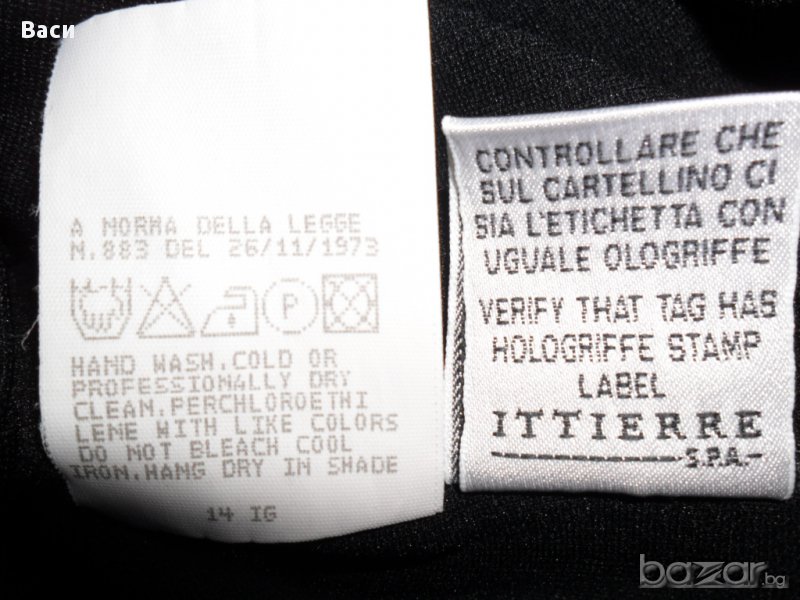 Васи
A NORMA DELLA LEGGE
N.883 DEL 26/11/1973
P
HAND WASH.COLD OR
PROFESSIONALLY DRY
CLEAN.PERCHLOROETHI
LENE WITH LIKE COLORS
DO NOT BLEACH COOL
IRON.HANG DRY IN SHADE
14 IG
CONTROLLARE CHE
SUL CARTELLINO CI
SIA L'ETICHETTA CON
UGUALE OLOGRIFFE
VERIFY THAT TAG HAS
HOLOGRIFFE STAMP
LABEL
ITTIERRE
S.P.A.
bazar.bg